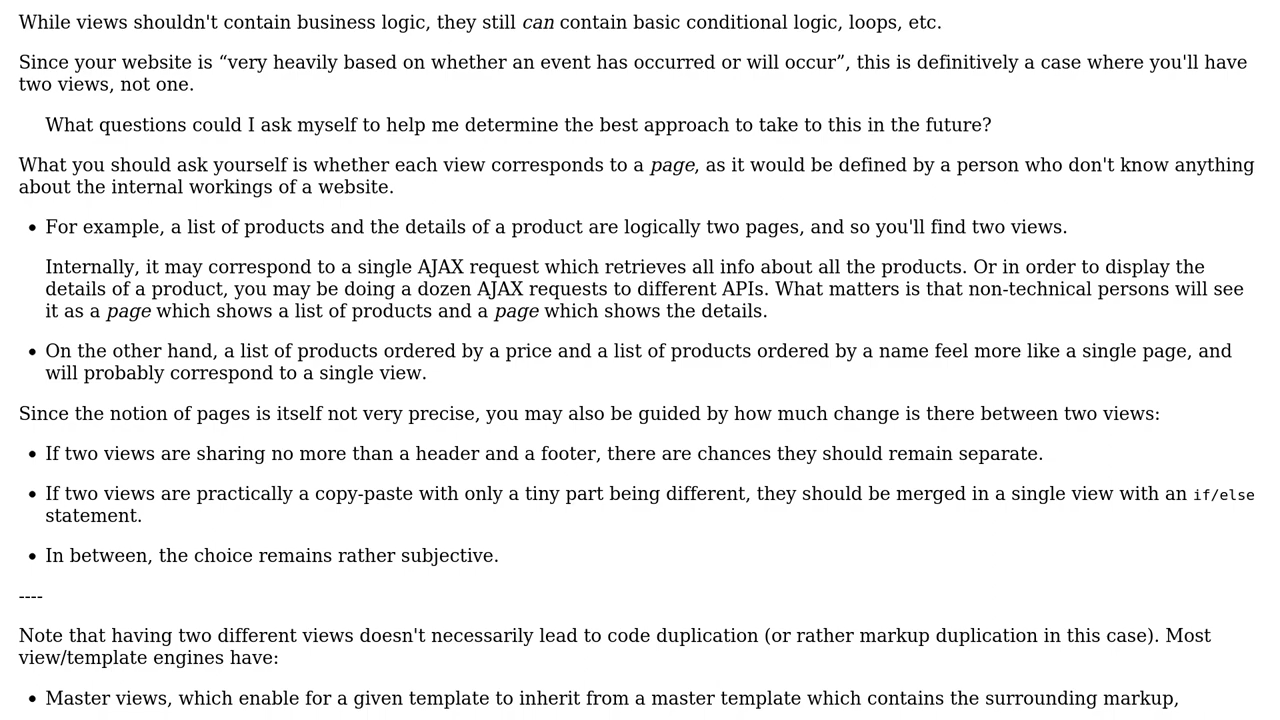 While views shouldn't contain business logic, they still can contain basic conditional logic, loops, etc.
Since your website is “very heavily based on whether an event has occurred or will occur”, this is definitively a case where you'll have
two views, not one.
What questions could I ask myself to help me determine the best approach to take to this in the future?
What you should ask yourself is whether each view corresponds to a page, as it would be defined by a person who don't know anything
about the internal workings of a website.
• For example, a list of products and the details of a product are logically two pages, and so you'll find two views.
Internally, it may correspond to a single AJAX request which retrieves all info about all the products. Or in order to display the
details of a product, you may be doing a dozen AJAX requests to different APIs. What matters is that non-technical persons will see
it as a page which shows a list of products and a page which shows the details.
• On the other hand, a list of products ordered by a price and a list of products ordered by a name feel more like a single page, and
will probably correspond to a single view.
Since the notion of pages is itself not very precise, you may also be guided by how much change is there between two views:
• If two views are sharing no more than a header and a footer, there are chances they should remain separate.
• If two views are practically a copy-paste with only a tiny part being different, they should be merged in a single view with an if/else
statement.
• In between, the choice remains rather subjective.
----
Note that having two different views doesn't necessarily lead to code duplication (or rather markup duplication in this case). Most
view/template engines have:
• Master views, which enable for a given template to inherit from a master template which contains the surrounding markup,